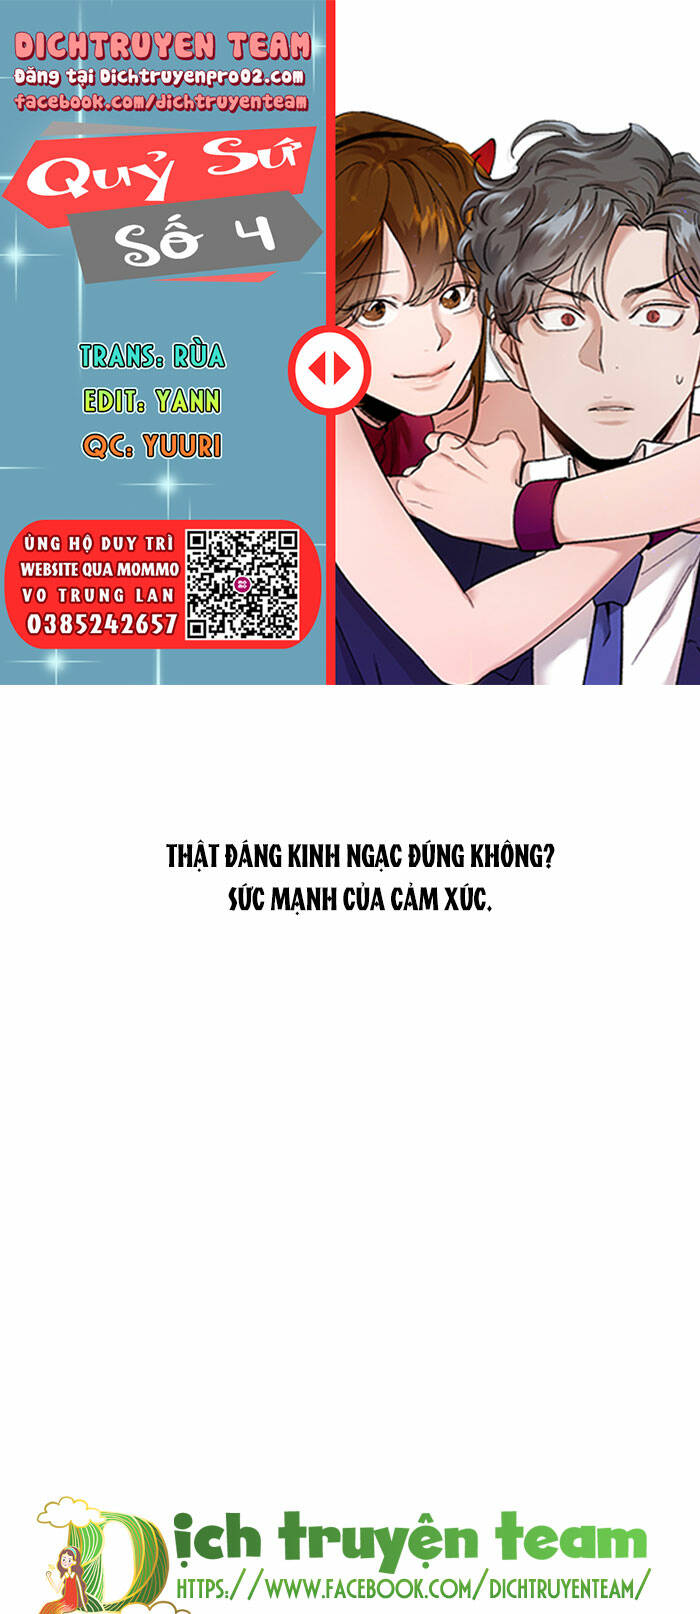 DICHTRUYEN TEAM
Đăng tại Dichtruyenpro02.com
facebook.com/dichtruyenteam
Quỷ Sứ
Số 4
TRANS: RÙA
EDIT: YANN
QC: YUURI
ỦNG HỘ DUY TRÌ
WEBSITE QUA MOMMO
VO TRUNG LAN
0385242657
THẬT ĐÁNG KINH NGẠC ĐÚNG KHÔNG?
SỨC MẠNH CỦA CẢM XÚC.
Dịch truyện team
HTTPS://WWW.FACEBOOK.COM/DICHTRUYENTEAM/